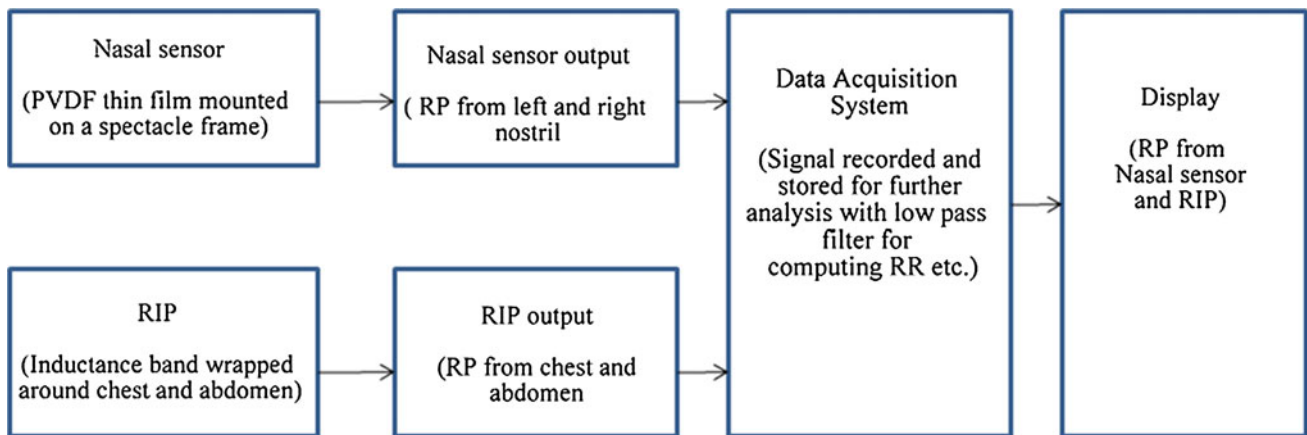 Nasal sensor
(PVDF thin film mounted
on a spectacle frame)
Nasal sensor output
( RP from left and right
nostril
Data Acquisition
System
(Signal recorded and
stored for further
analysis with low pass
filter for
computing RR etc.)
Display
(RP from
Nasal sensor
and RIP)
RIP
(Inductance band wrapped
around chest and abdomen)
RIP output
(RP from chest and
abdomen